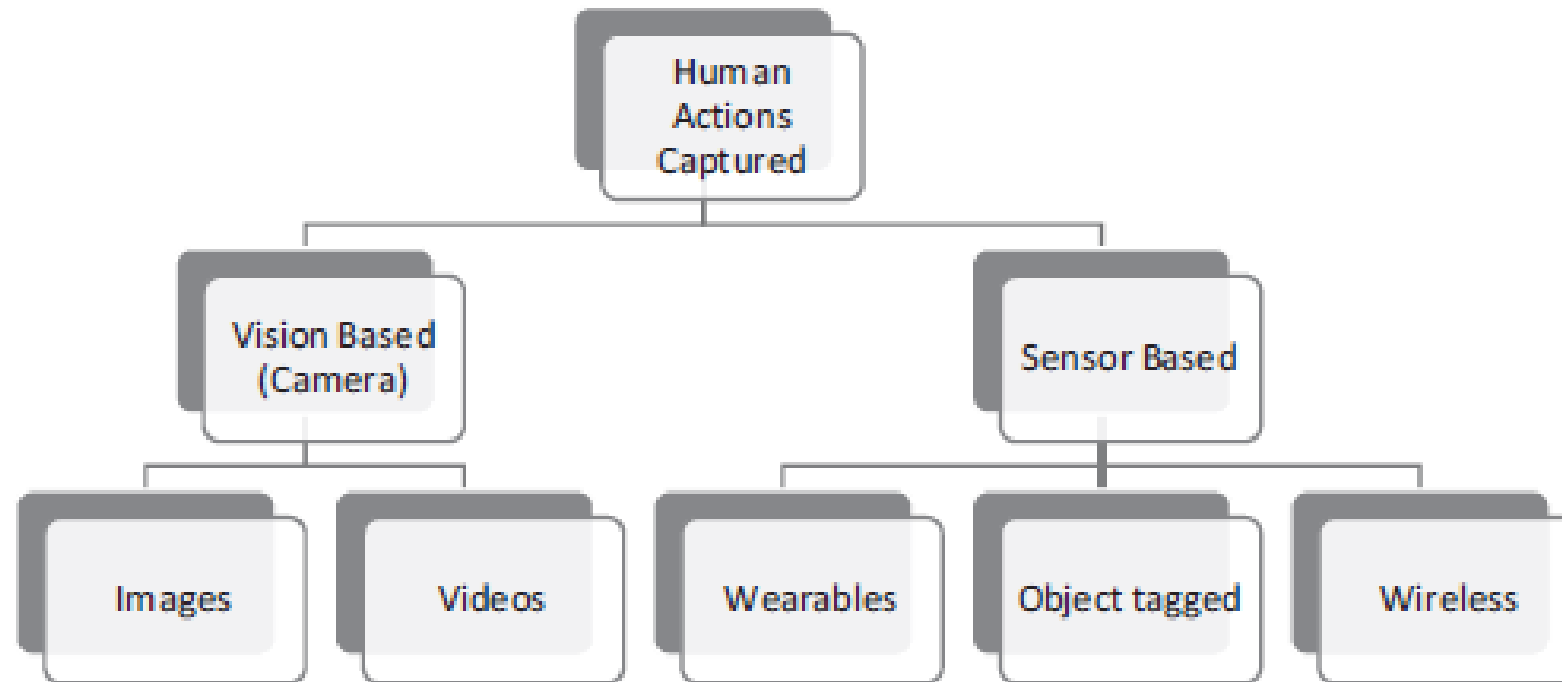 Human
Actions
Captured
Vision Based
(Camera)
Sensor Based
Images
Videos
Wearables
Object tagged
Wireless